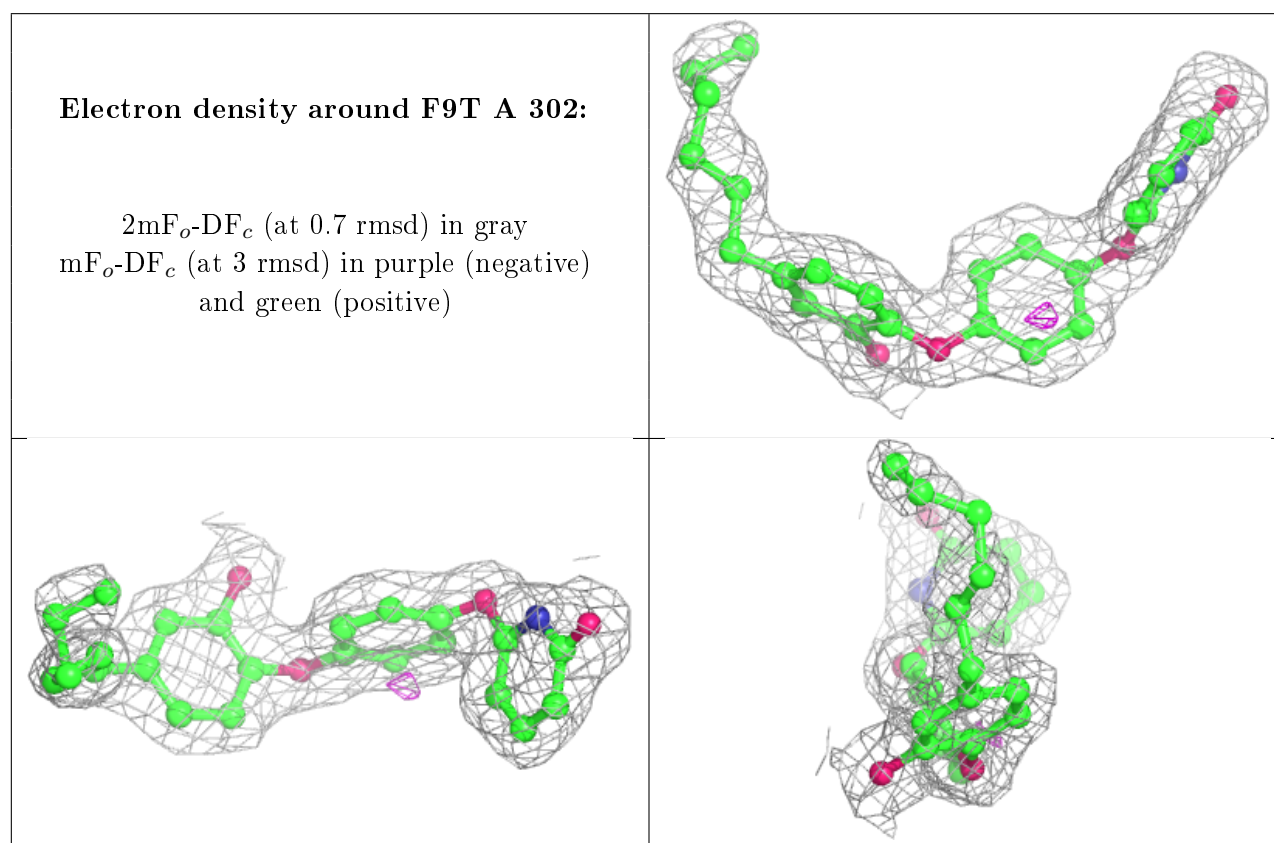 Electron density around F9T A 302:
2mFₒ-DF𝒸 (at 0.7 rmsd) in gray
mFₒ-DF𝒸 (at 3 rmsd) in purple (negative)
and green (positive)